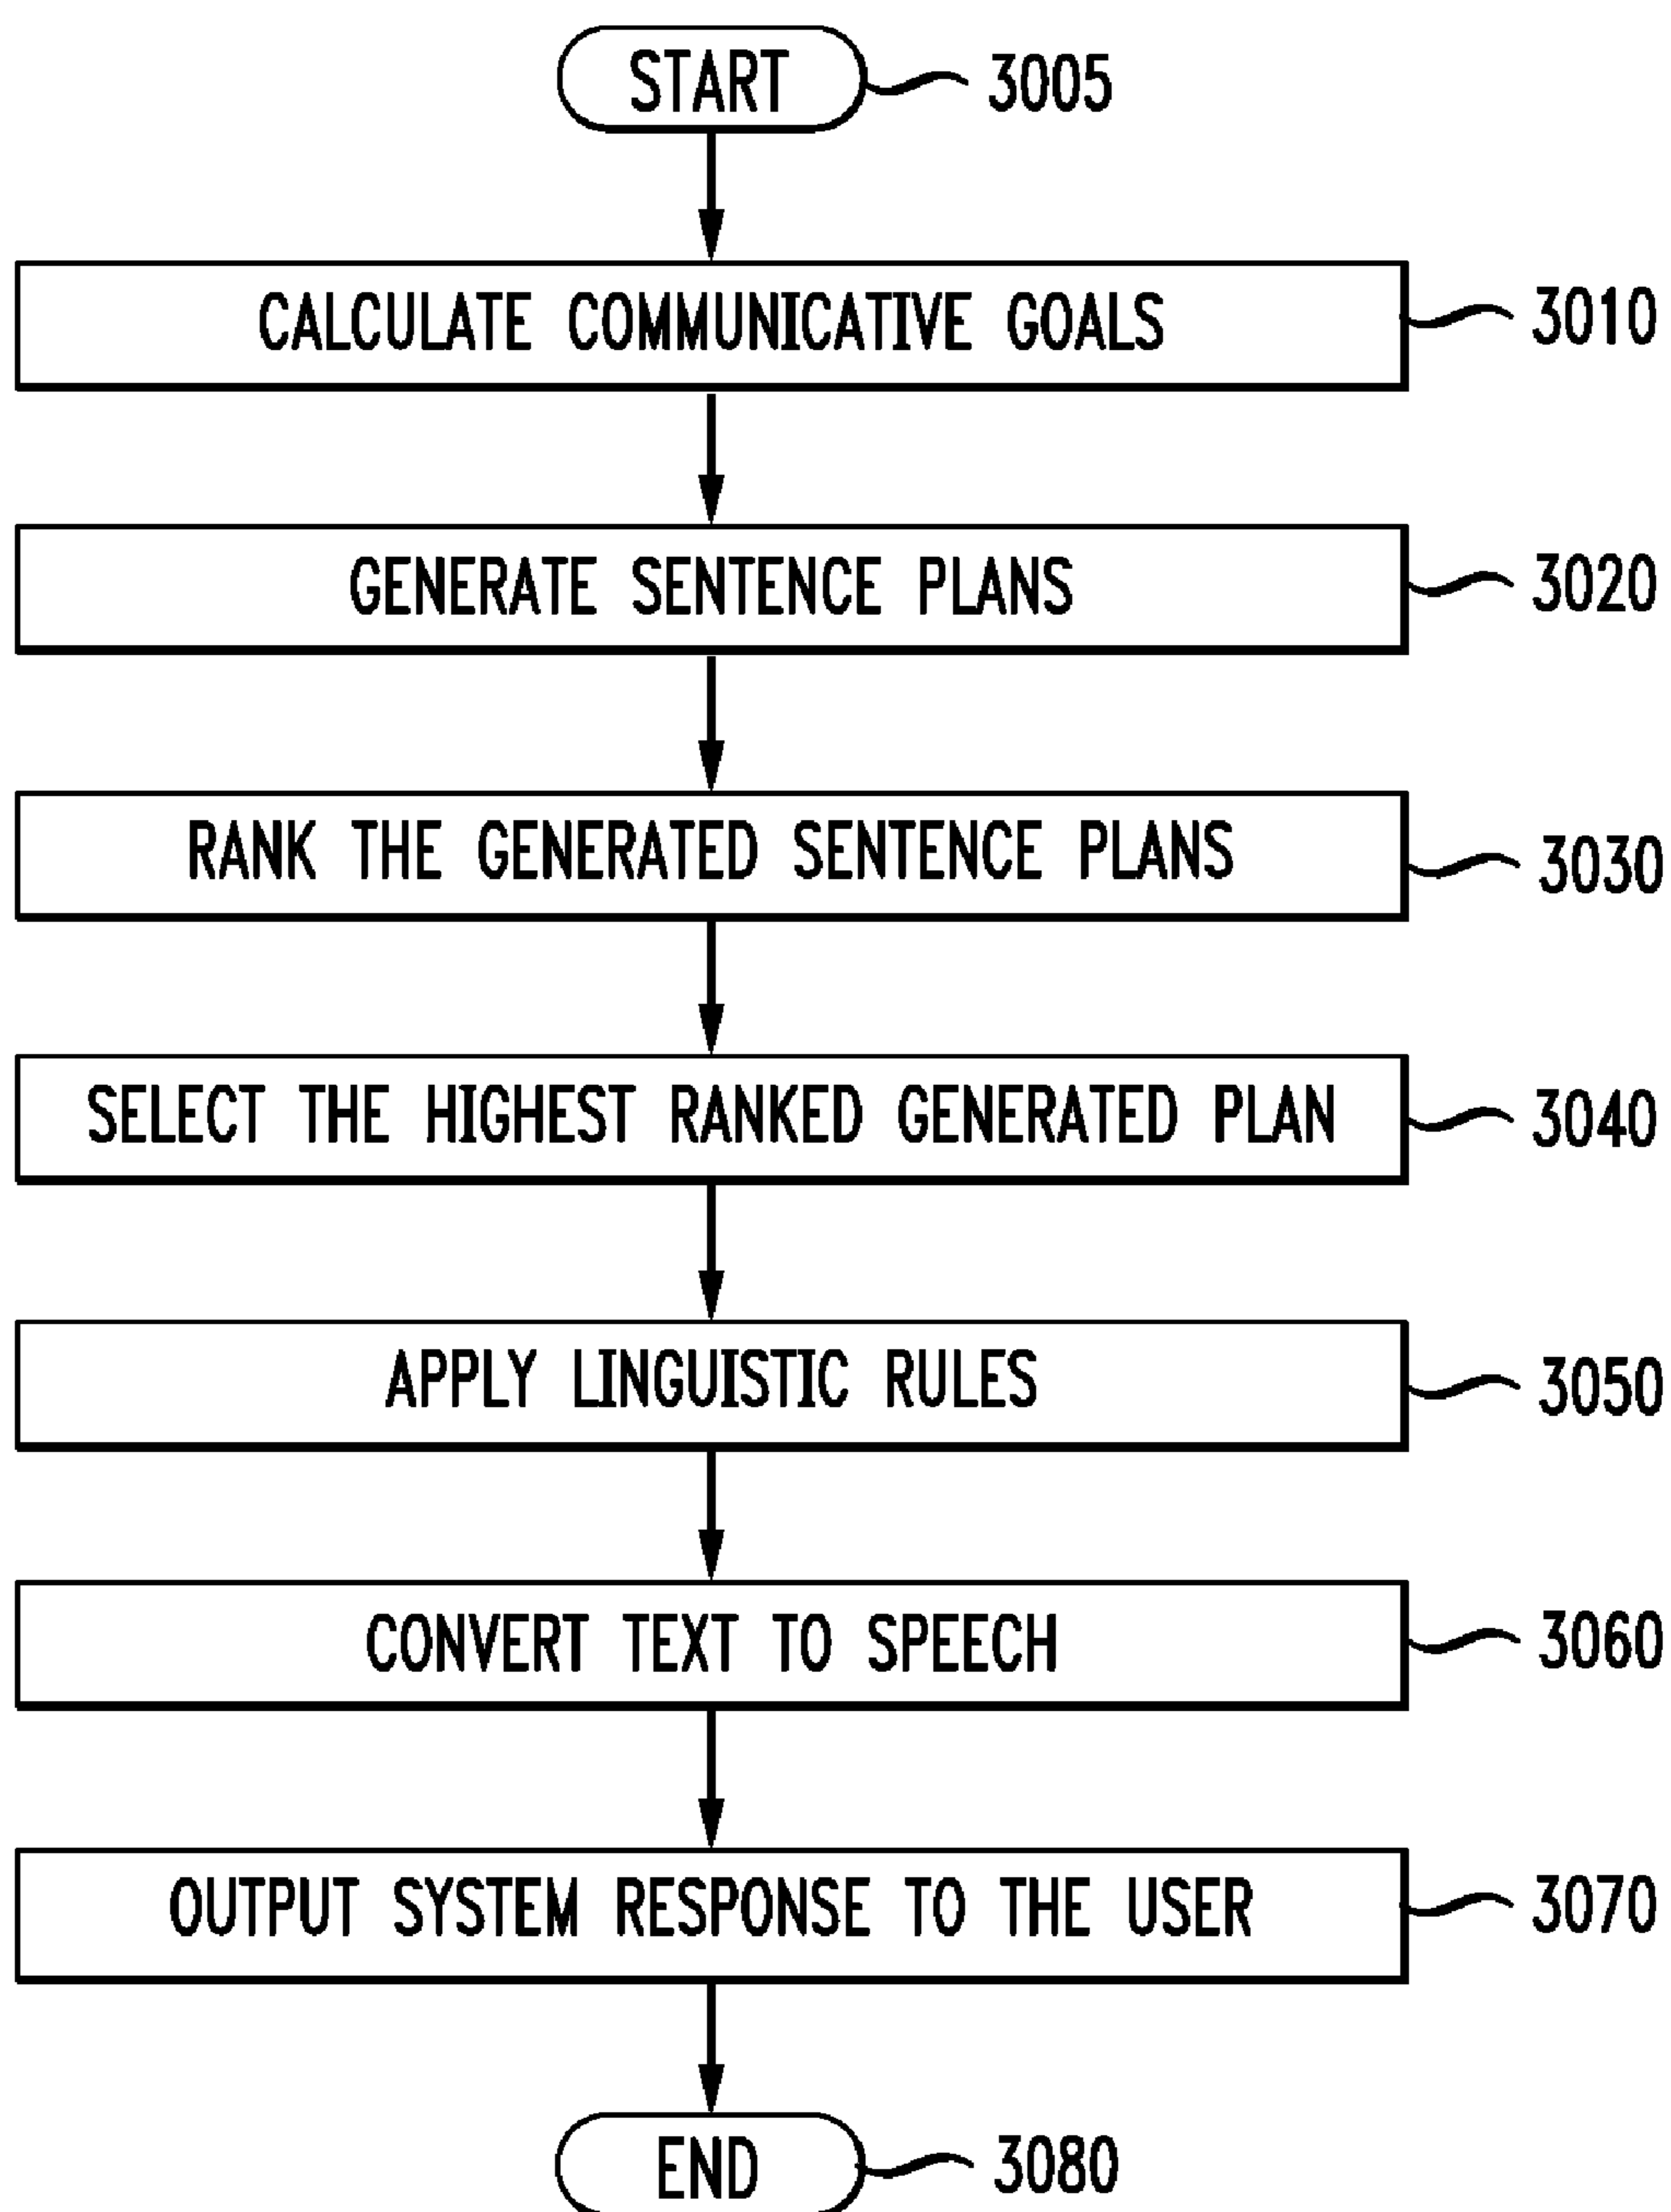 START 3005
CALCULATE COMMUNICATIVE GOALS 3010
GENERATE SENTENCE PLANS 3020
RANK THE GENERATED SENTENCE PLANS 3030
SELECT THE HIGHEST RANKED GENERATED PLAN 3040
APPLY LINGUISTIC RULES 3050
CONVERT TEXT TO SPEECH 3060
OUTPUT SYSTEM RESPONSE TO THE USER 3070
END 3080